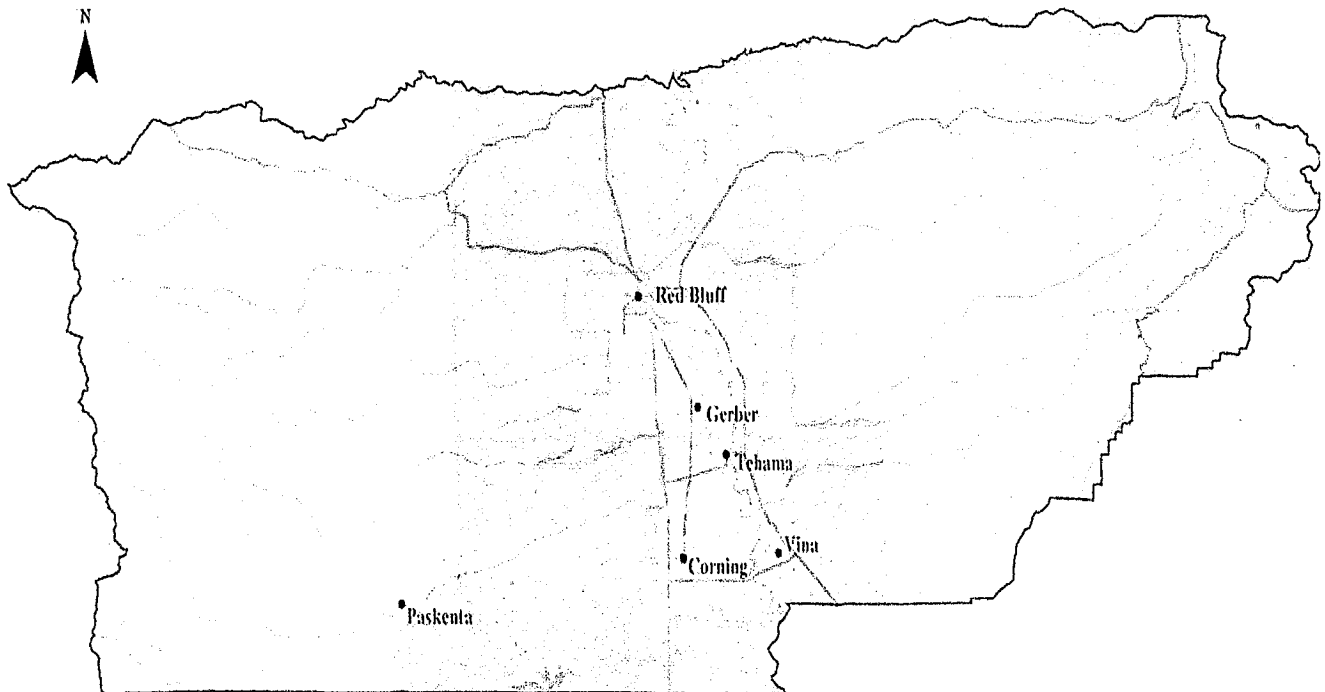 N
Red Bluff
Gerber
Tehama
Vina
Corning
Paskenta